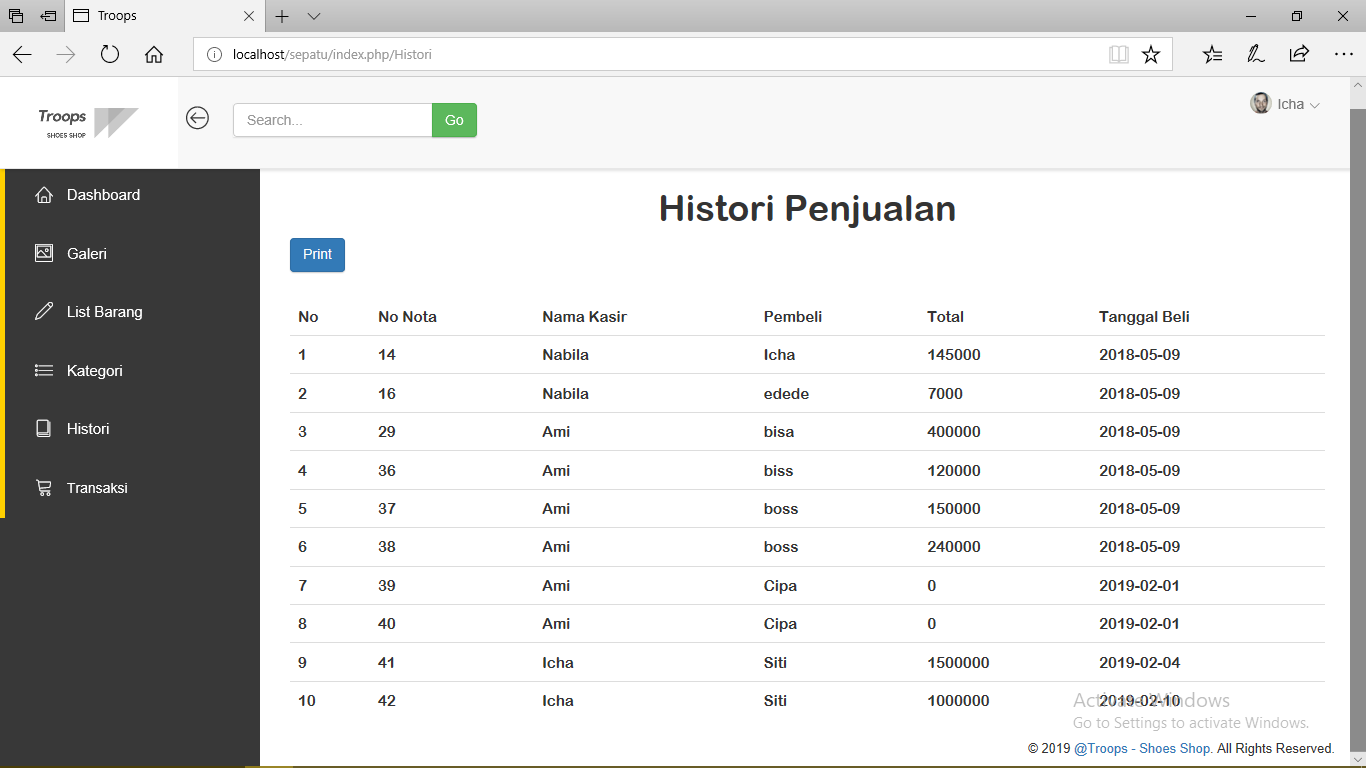 Troops
localhost/sepatu/index.php/Histori
Troops
SHOES SHOP
Search...
Go
Icha
Dashboard
Galeri
List Barang
Kategori
Histori
Transaksi
Histori Penjualan
Print
No No Nota Nama Kasir Pembeli Total Tanggal Beli
1 14 Nabila Icha 145000 2018-05-09
2 16 Nabila edede 7000 2018-05-09
3 29 Ami bisa 400000 2018-05-09
4 36 Ami biss 120000 2018-05-09
5 37 Ami boss 150000 2018-05-09
6 38 Ami boss 240000 2018-05-09
7 39 Ami Cipa 0 2019-02-01
8 40 Ami Cipa 0 2019-02-01
9 41 Icha Siti 1500000 2019-02-04
10 42 Icha Siti 1000000 2019-02-10
Activate Windows
Go to Settings to activate Windows.
© 2019 @Troops - Shoes Shop. All Rights Reserved.